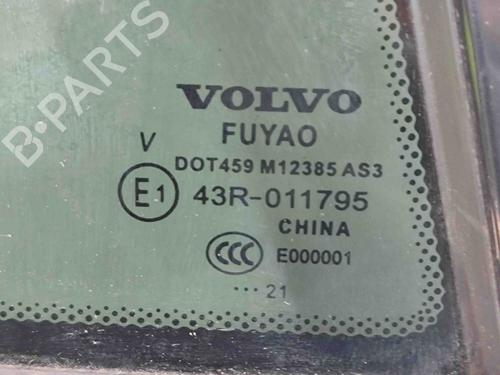 B-PARTS
VOLVO
FUYAO
V
DOT459 M12385 AS3
E1 43R-011795
CHINA
CCC E000001
··· 21